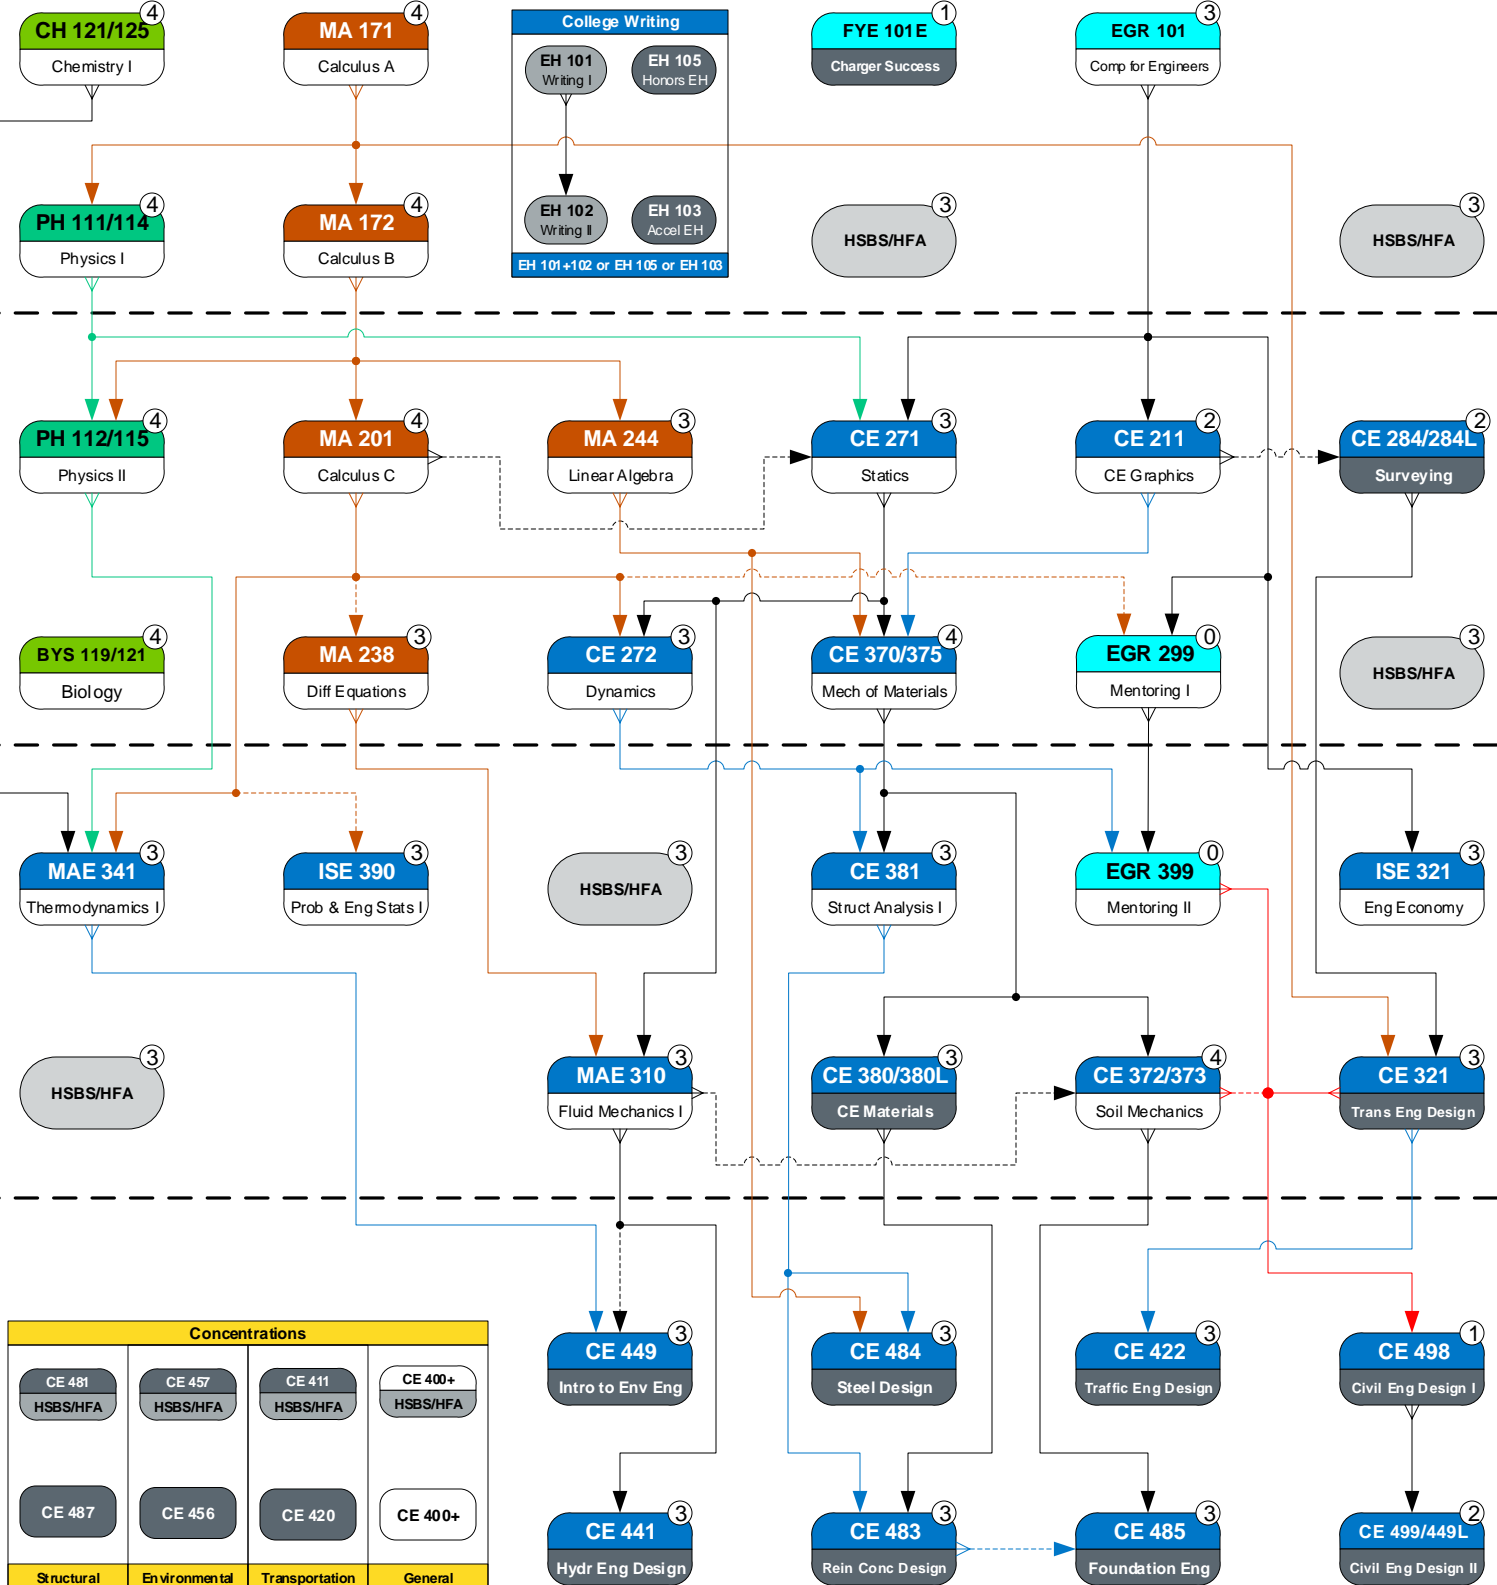 4
CH 121/125
Chemistry I
4
MA 171
Calculus A
College Writing
EH 101
Writing I
EH 105
Honors EH
EH 102
Writing II
EH 103
Accel EH
EH 101+102 or EH 105 or EH 103
1
FYE 101E
Charger Success
3
EGR 101
Comp for Engineers
4
PH 111/114
Physics I
4
MA 172
Calculus B
3
HSBS/HFA
3
HSBS/HFA
4
PH 112/115
Physics II
4
MA 201
Calculus C
3
MA 244
Linear Algebra
3
CE 271
Statics
2
CE 211
CE Graphics
2
CE 284/284L
Surveying
4
BYS 119/121
Biology
3
MA 238
Diff Equations
3
CE 272
Dynamics
4
CE 370/375
Mech of Materials
0
EGR 299
Mentoring I
3
HSBS/HFA
3
MAE 341
Thermodynamics I
3
ISE 390
Prob & Eng Stats I
3
HSBS/HFA
3
CE 381
Struct Analysis I
0
EGR 399
Mentoring II
3
ISE 321
Eng Economy
3
HSBS/HFA
3
MAE 310
Fluid Mechanics I
3
CE 380/380L
CE Materials
4
CE 372/373
Soil Mechanics
3
CE 321
Trans Eng Design
3
CE 449
Intro to Env Eng
3
CE 484
Steel Design
3
CE 422
Traffic Eng Design
1
CE 498
Civil Eng Design I
3
CE 441
Hydr Eng Design
3
CE 483
Rein Conc Design
3
CE 485
Foundation Eng
2
CE 499/449L
Civil Eng Design II
Concentrations
CE 481
HSBS/HFA
CE 457
HSBS/HFA
CE 411
HSBS/HFA
CE 400+
HSBS/HFA
CE 487
CE 456
CE 420
CE 400+
Structural
Environmental
Transportation
General